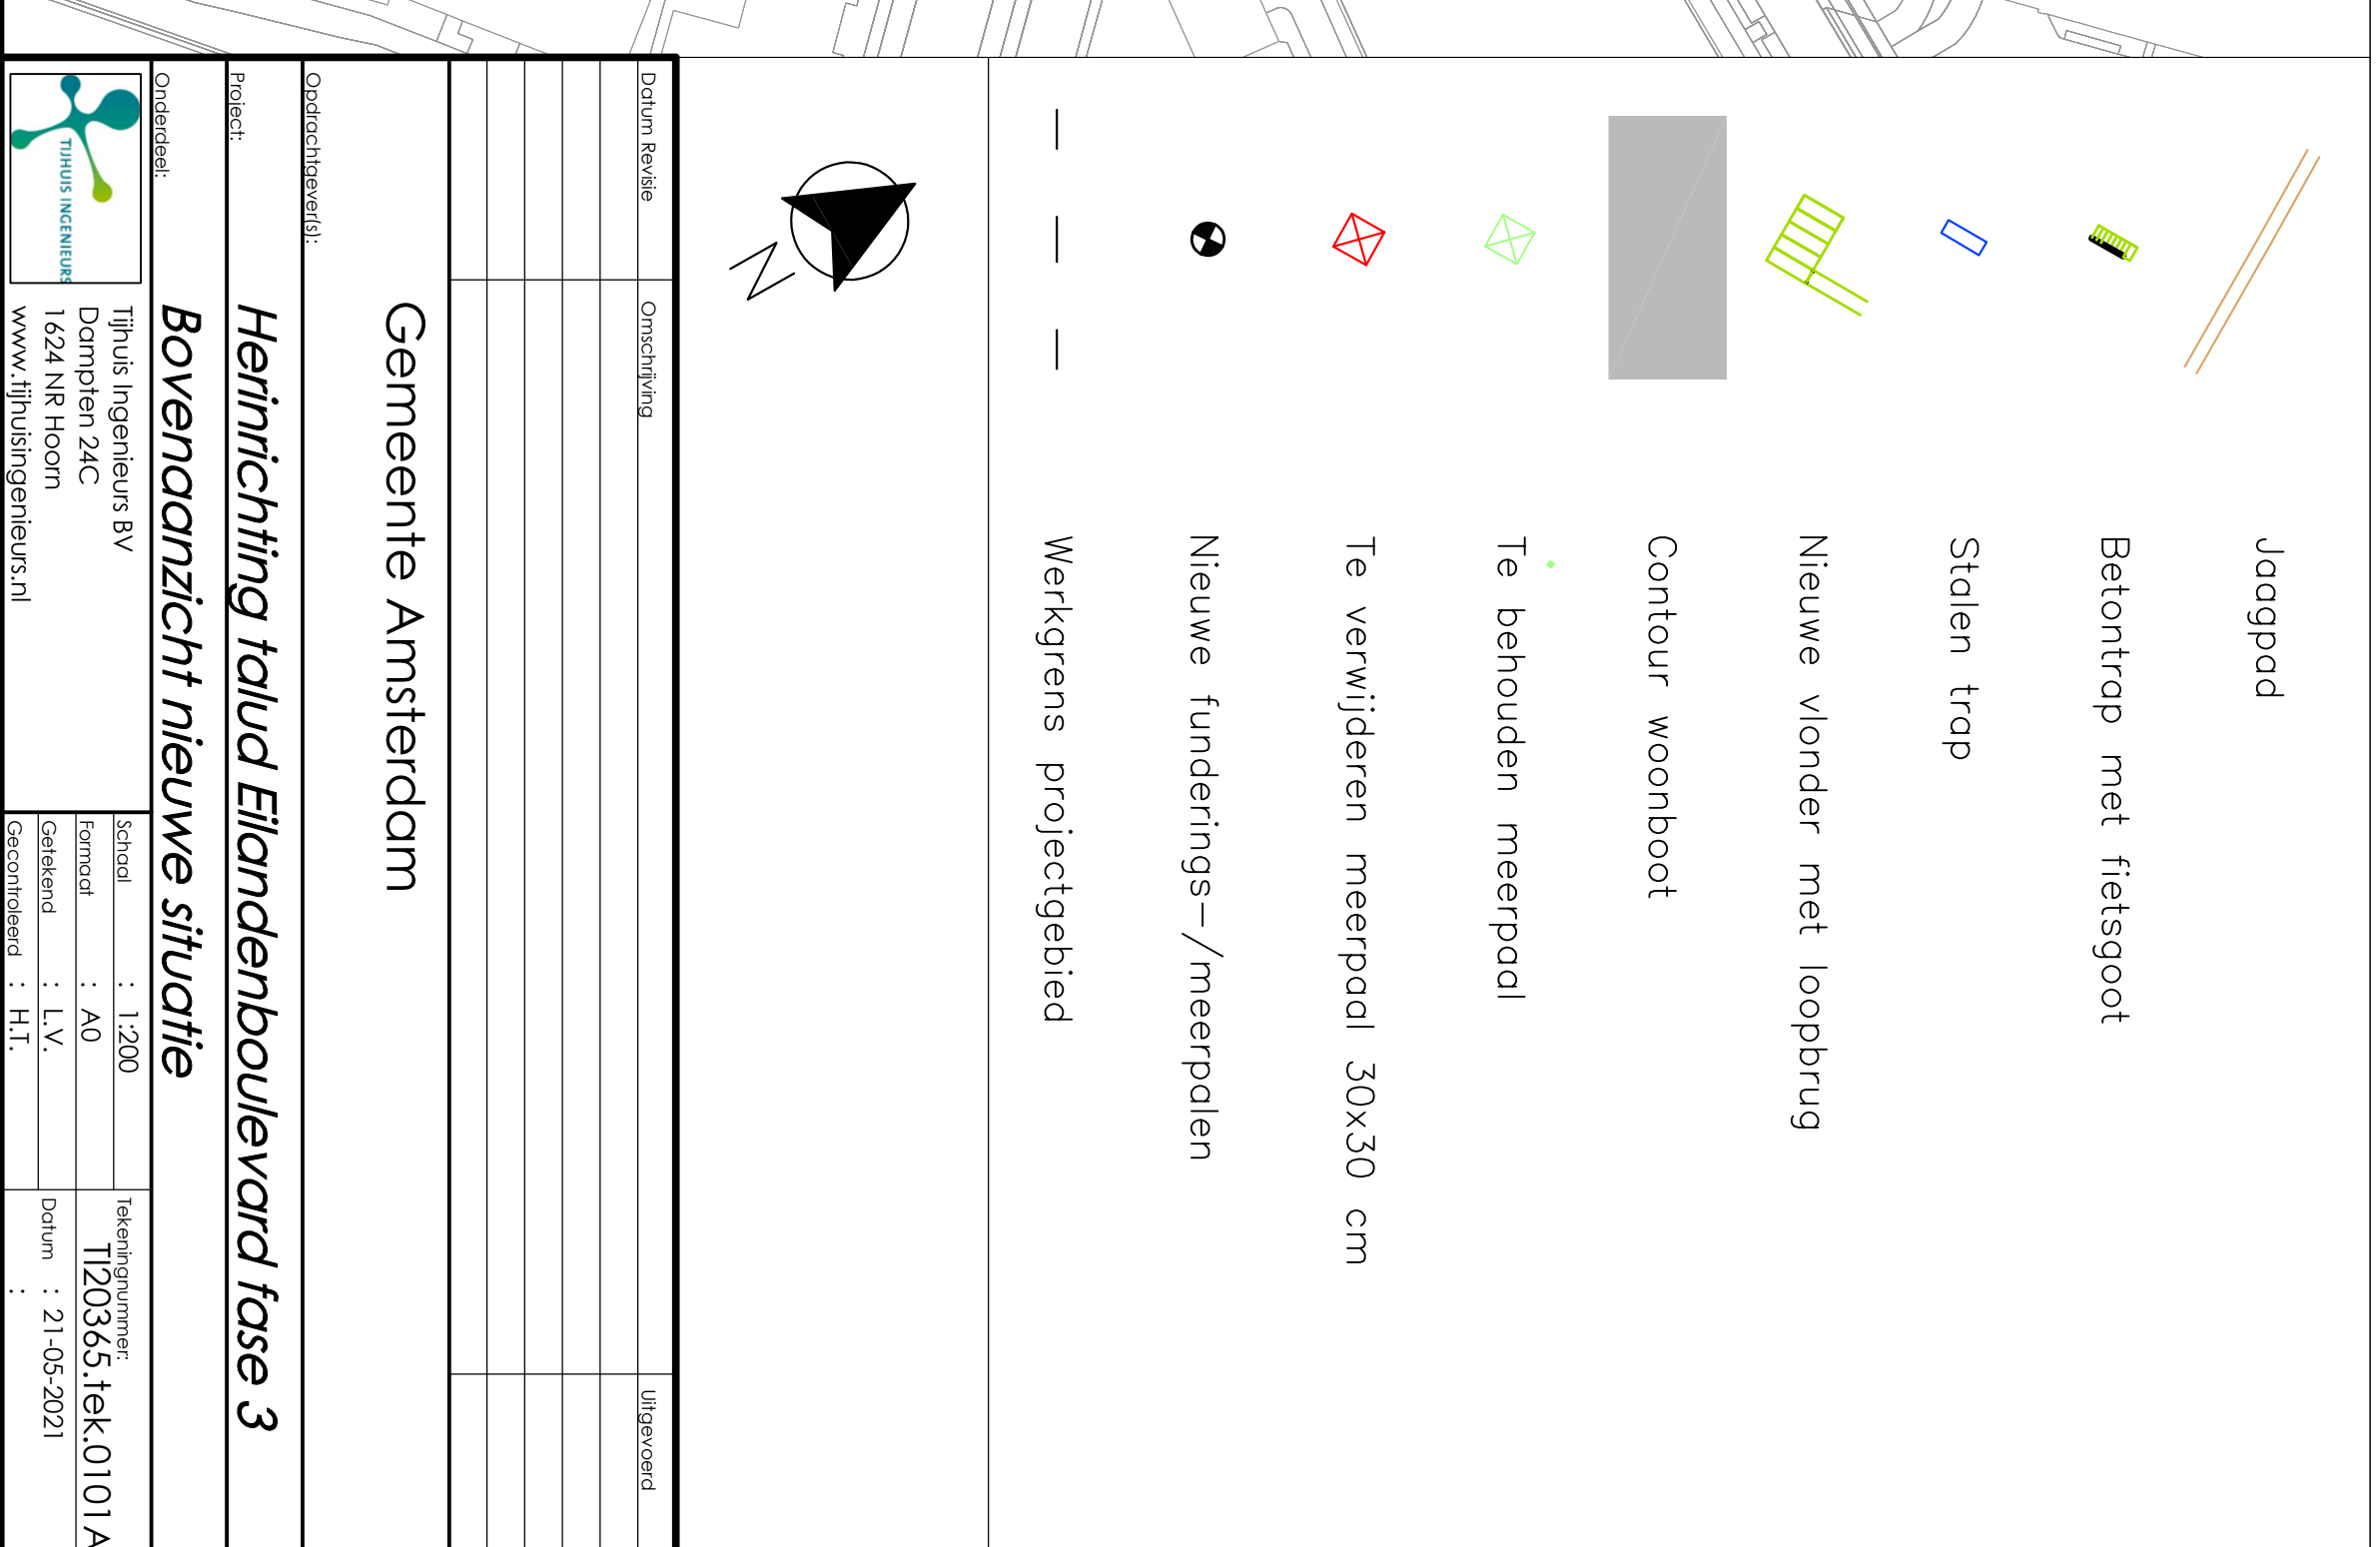 Jaagpad
Betontrap met fietsgoot
Stalen trap
Nieuwe vlonder met loopbrug
Contour woonboot
Te behouden meerpaal
Te verwijderen meerpaal 30x30 cm
Nieuwe funderings-/meerpalen
Werkgrens projectgebied
N
Datum Revisie Omschrijving Uitgevoerd
Opdrachtgever(s):
Gemeente Amsterdam
Project:
Herinrichting talud Eilandenboulevard fase 3
Onderdeel:
Bovenaanzicht nieuwe situatie
TIJHUIS INGENIEURS
Tijhuis Ingenieurs BV
Dampten 24C
1624 NR Hoorn
www.tijhuisingenieurs.nl
Schaal : 1:200
Formaat : A0
Getekend : L.V.
Gecontroleerd : H.T.
Tekeningnummer:
TI20365.tek.0101A
Datum : 21-05-2021
: